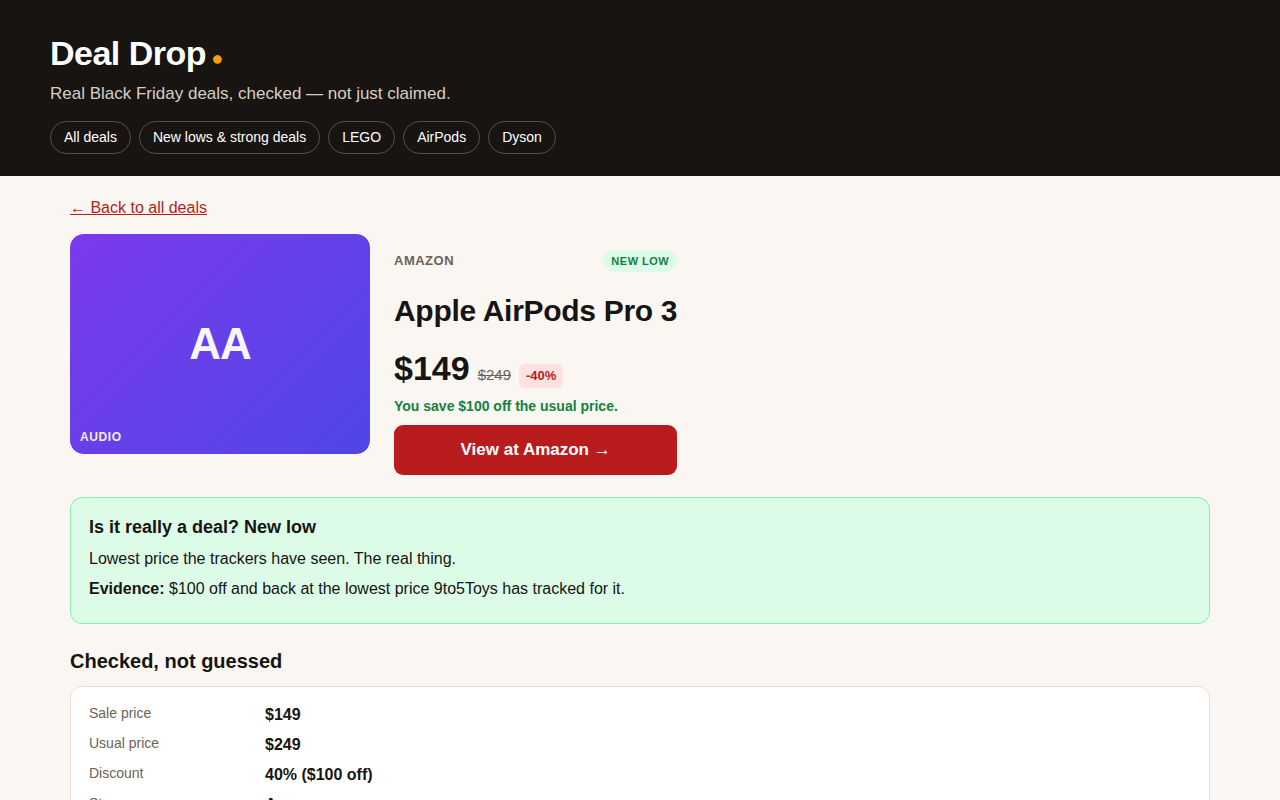 Deal Drop
Real Black Friday deals, checked — not just claimed.
All deals
New lows & strong deals
LEGO
AirPods
Dyson
← Back to all deals
AA
AUDIO
AMAZON
NEW LOW
Apple AirPods Pro 3
$149 $249 -40%
You save $100 off the usual price.
View at Amazon →
Is it really a deal? New low
Lowest price the trackers have seen. The real thing.
Evidence: $100 off and back at the lowest price 9to5Toys has tracked for it.
Checked, not guessed
Sale price $149
Usual price $249
Discount 40% ($100 off)